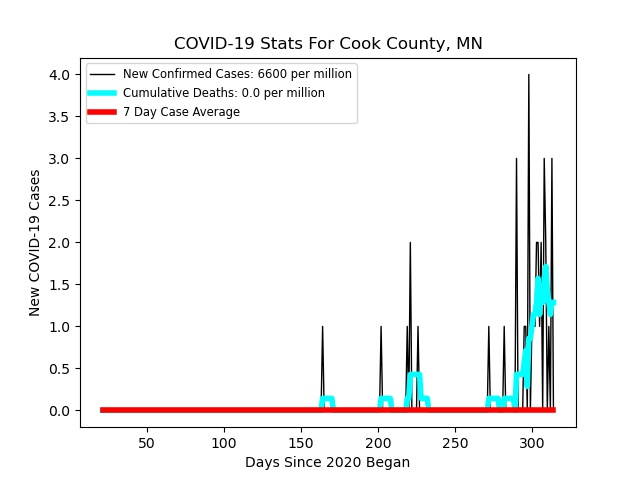 COVID-19 Stats For Cook County, MN
New Confirmed Cases: 6600 per million
Cumulative Deaths: 0.0 per million
7 Day Case Average
New COVID-19 Cases
4.0
3.5
3.0
2.5
2.0
1.5
1.0
0.5
0.0
50 100 150 200 250 300
Days Since 2020 Began